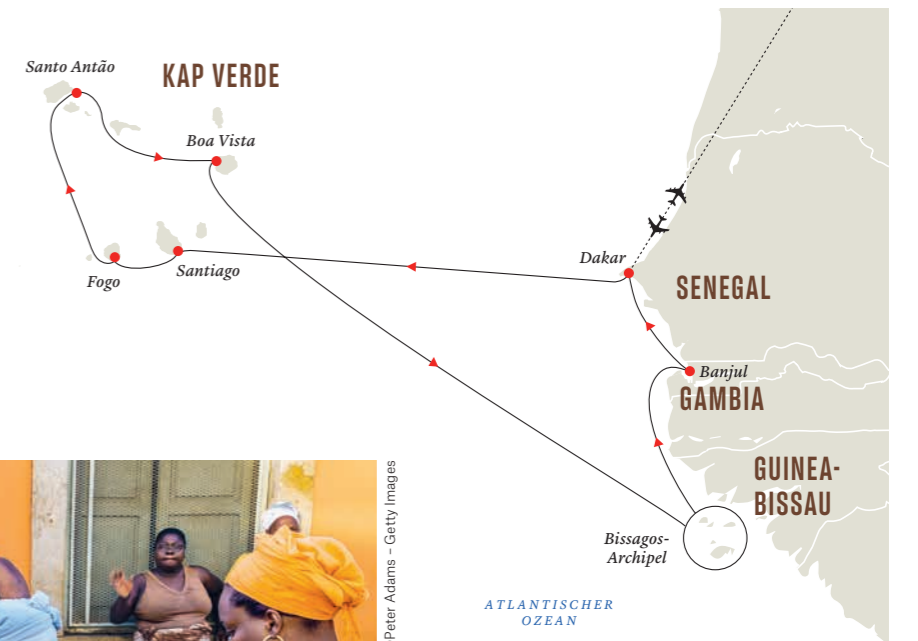 Santo Antão
KAP VERDE
Boa Vista
Fogo
Santiago
Dakar
SENEGAL
Banjul
GAMBIA
GUINEA-
BISSAU
Bissagos-
Archipel
ATLANTISCHER
OZEAN
Peter Adams – Getty Images